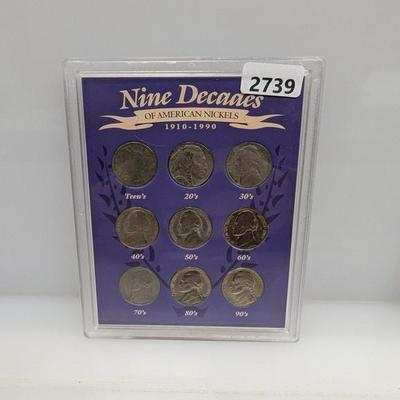 2739
Nine Decades
OF AMERICAN NICKELS
1910-1990
Teen's 20's 30's
40's 50's 60's
70's 80's 90's